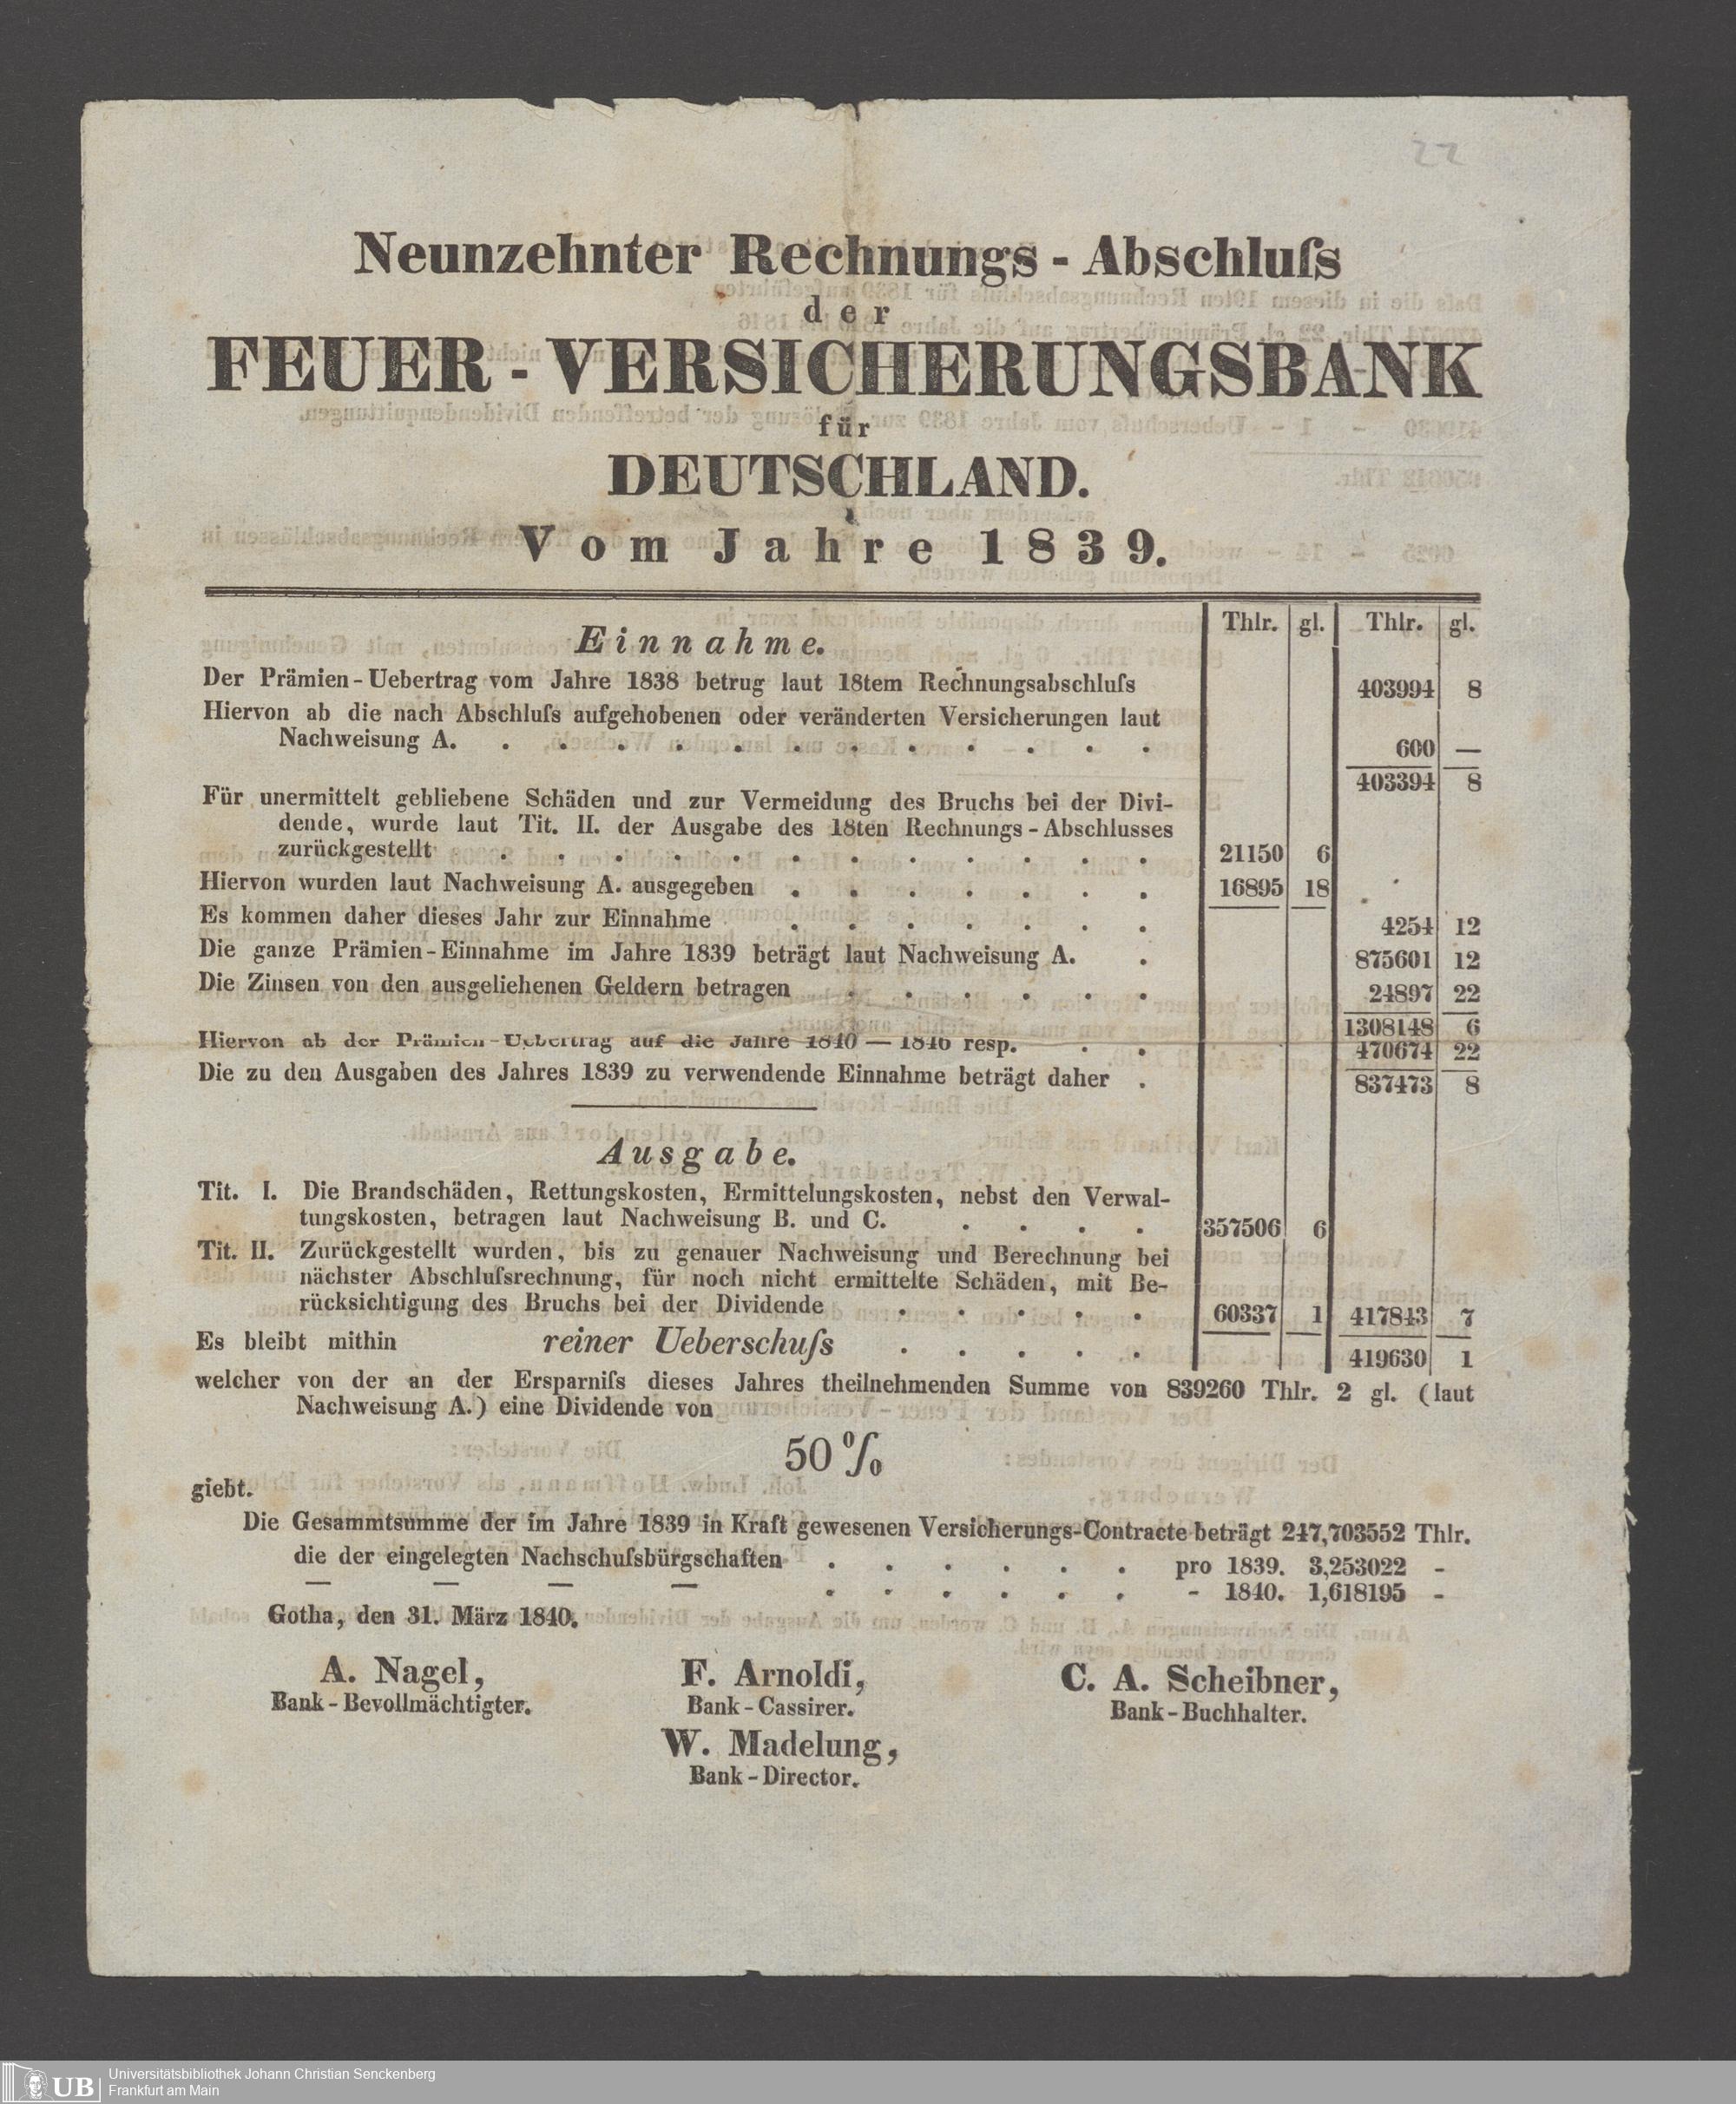 22
Neunzehnter Rechnungs - Abschluſs
der
FEUER - VERSICHERUNGSBANK
für
DEUTSCHLAND.
Vom Jahre 1839.
Thlr. gl. Thlr. gl.
Einnahme.
Der Prämien - Uebertrag vom Jahre 1838 betrug laut 18tem Rechnungsabschluſs 403994 8
Hiervon ab die nach Abschluſs aufgehobenen oder veränderten Versicherungen laut
Nachweisung A. . . . . . . . . . . . . 600 —
403394 8
Für unermittelt gebliebene Schäden und zur Vermeidung des Bruchs bei der Divi-
dende, wurde laut Tit. II. der Ausgabe des 18ten Rechnungs - Abschlusses
zurückgestellt . . . . . . . . . . . . 21150 6
Hiervon wurden laut Nachweisung A. ausgegeben . . . . . . . 16895 18
Es kommen daher dieses Jahr zur Einnahme . . . . . . . 4254 12
Die ganze Prämien - Einnahme im Jahre 1839 beträgt laut Nachweisung A. . 875601 12
Die Zinsen von den ausgeliehenen Geldern betragen . . . . . . 24897 22
1308148 6
Hiervon ab der Prämien - Uebertrag auf die Jahre 1840 — 1846 resp. . . 470674 22
Die zu den Ausgaben des Jahres 1839 zu verwendende Einnahme beträgt daher . 837473 8
Ausgabe.
Tit. I. Die Brandschäden, Rettungskosten, Ermittelungskosten, nebst den Verwal-
tungskosten, betragen laut Nachweisung B. und C. . . . . 357506 6
Tit. II. Zurückgestellt wurden, bis zu genauer Nachweisung und Berechnung bei
nächster Abschluſsrechnung, für noch nicht ermittelte Schäden, mit Be-
rücksichtigung des Bruchs bei der Dividende . . . . . 60337 1 417843 7
Es bleibt mithin reiner Ueberschuſs . . . . . 419630 1
welcher von der an der Ersparniſs dieses Jahres theilnehmenden Summe von 839260 Thlr. 2 gl. (laut
Nachweisung A.) eine Dividende von
50 %
giebt.
Die Gesammtsumme der im Jahre 1839 in Kraft gewesenen Versicherungs-Contracte beträgt 247,703552 Thlr.
die der eingelegten Nachschuſsbürgschaften . . . . . . pro 1839. 3,253022 -
— — — — . . . . . . - 1840. 1,618195 -
Gotha, den 31. März 1840.
A. Nagel, F. Arnoldi, C. A. Scheibner,
Bank - Bevollmächtigter. Bank - Cassirer. Bank - Buchhalter.
W. Madelung,
Bank - Director.
UB
Universitätsbibliothek Johann Christian Senckenberg
Frankfurt am Main